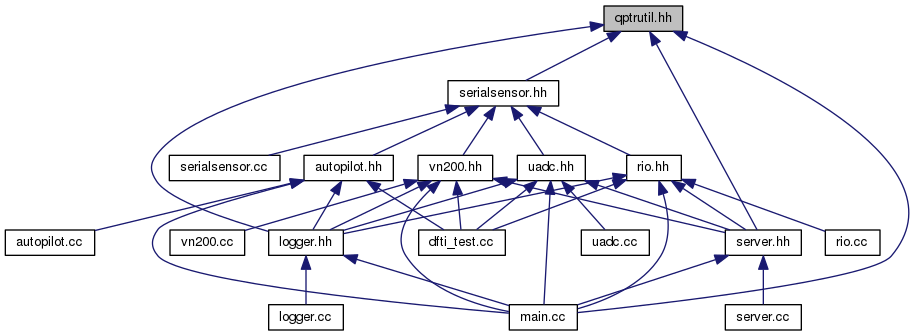 qptrutil.hh
serialsensor.hh
serialsensor.cc
autopilot.hh
vn200.hh
uadc.hh
rio.hh
autopilot.cc
vn200.cc
logger.hh
dfti_test.cc
uadc.cc
server.hh
rio.cc
logger.cc
main.cc
server.cc